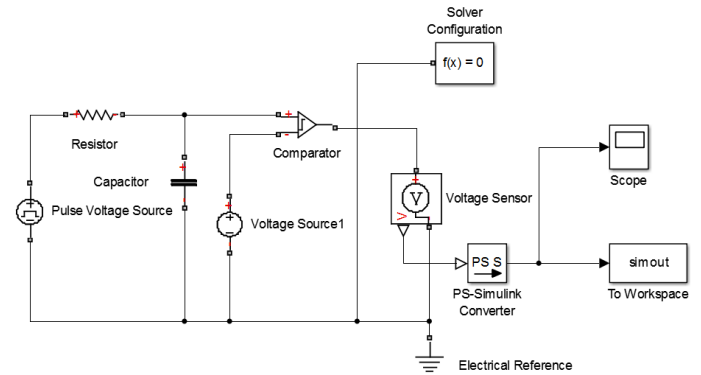 Solver
Configuration
f(x) = 0
+
-
Resistor
+
-
Comparator
Scope
Capacitor
+
+
V
Voltage Sensor
Pulse Voltage Source
+
Voltage Source1
V
PS S
simout
PS-Simulink
Converter
To Workspace
Electrical Reference